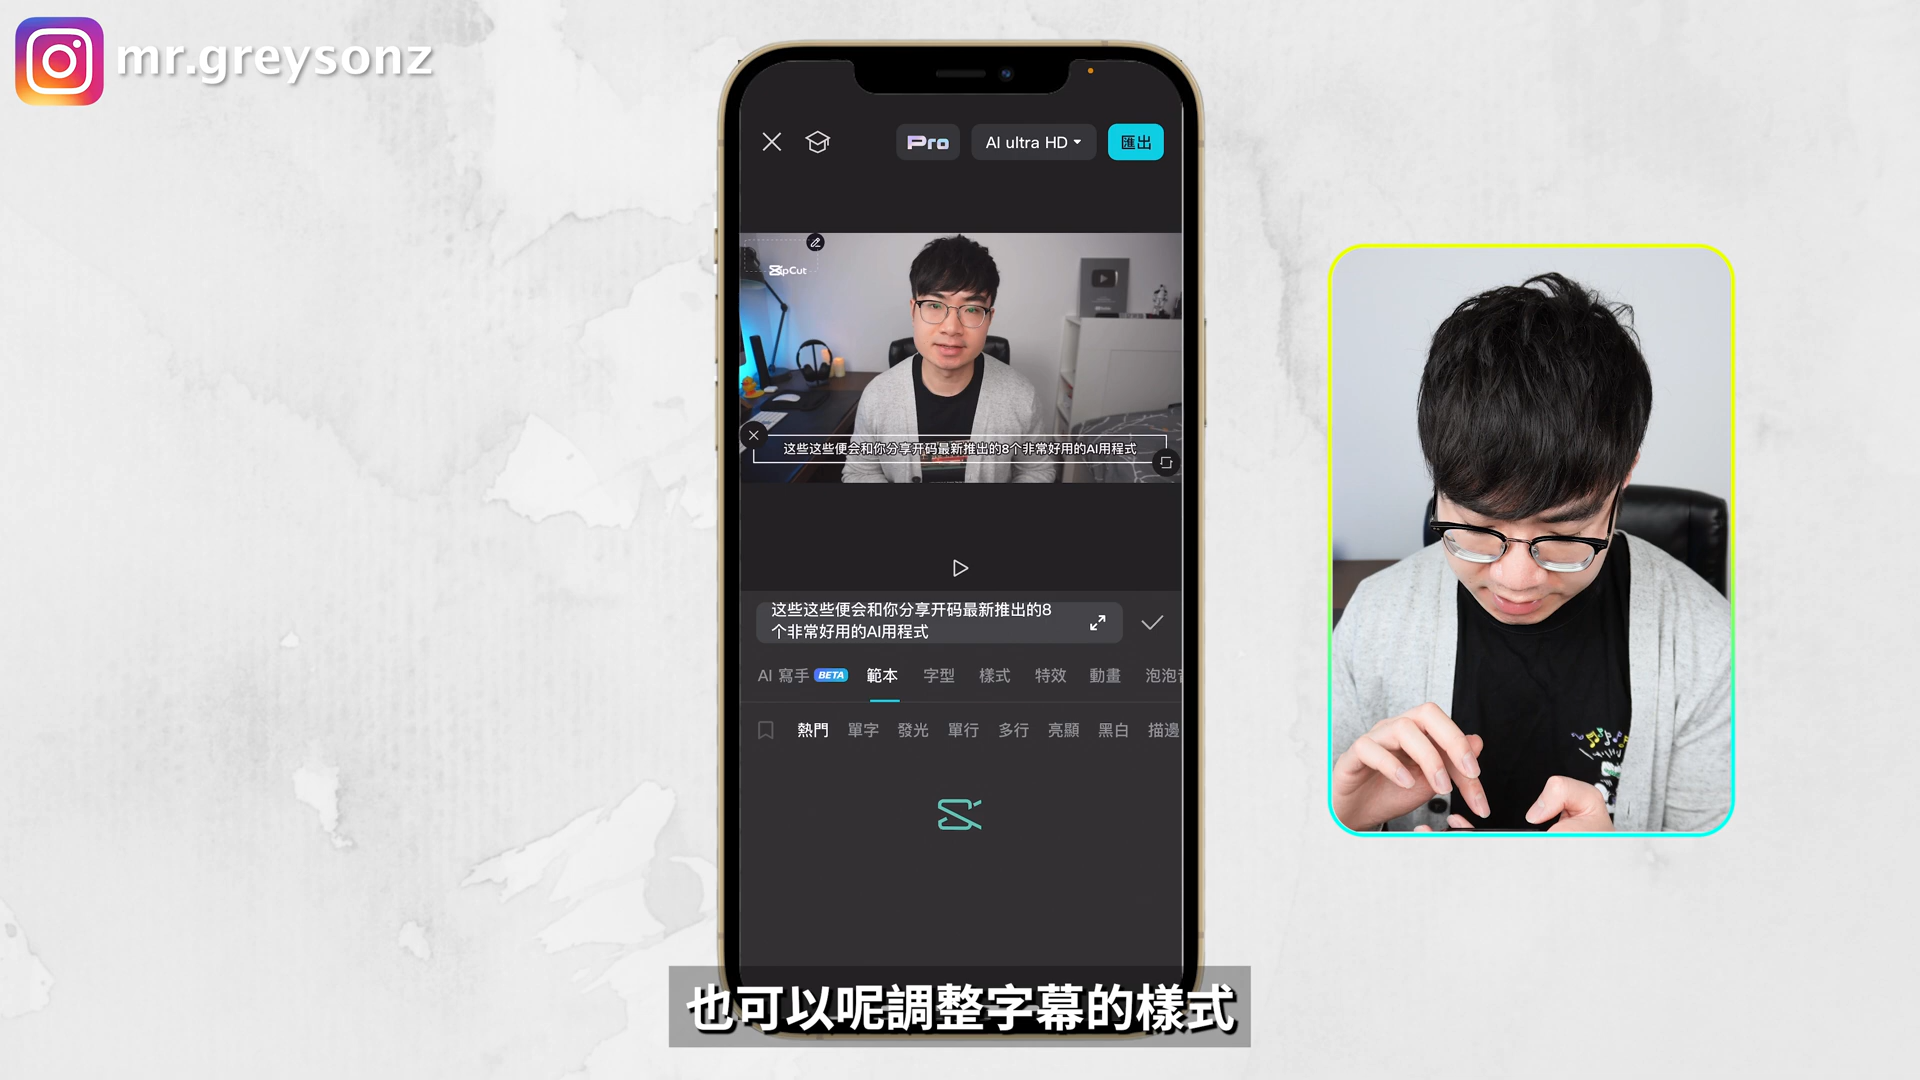 mr.greysonz
Pro
AI ultra HD
匯出
CapCut
这些这些便会和你分享开码最新推出的8个非常好用的AI用程式
这些这些便会和你分享开码最新推出的8
个非常好用的AI用程式
AI 寫手 BETA 範本 字型 樣式 特效 動畫 泡泡
熱門 單字 發光 單行 多行 亮顯 黑白 描邊
也可以呢調整字幕的樣式